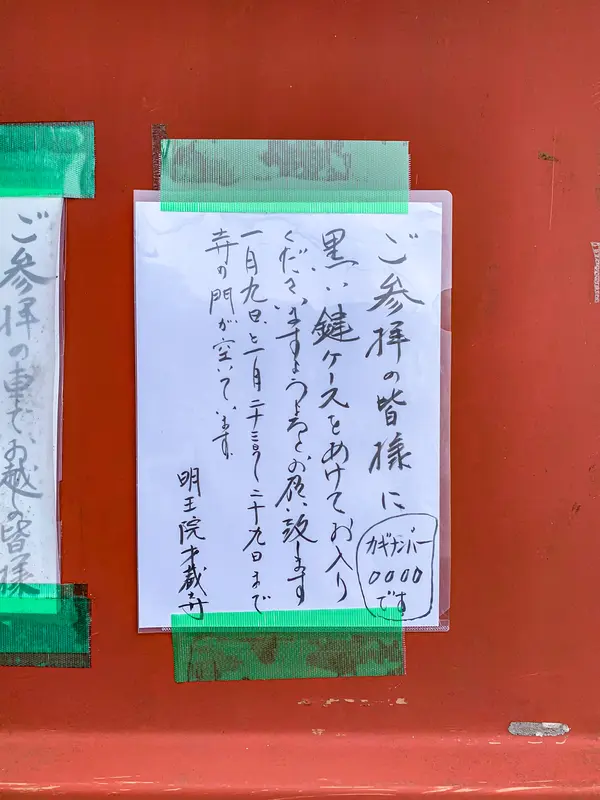 ご参拝の皆様に
カギナンバー
0000
です
黒い鍵ケースをあけてお入り
くださいますようよろしくお願い致します
一月九日、と一月二十三日〜二十九日まで
寺の門が空いています。
明王院
ご参拝の車でお越しの皆様